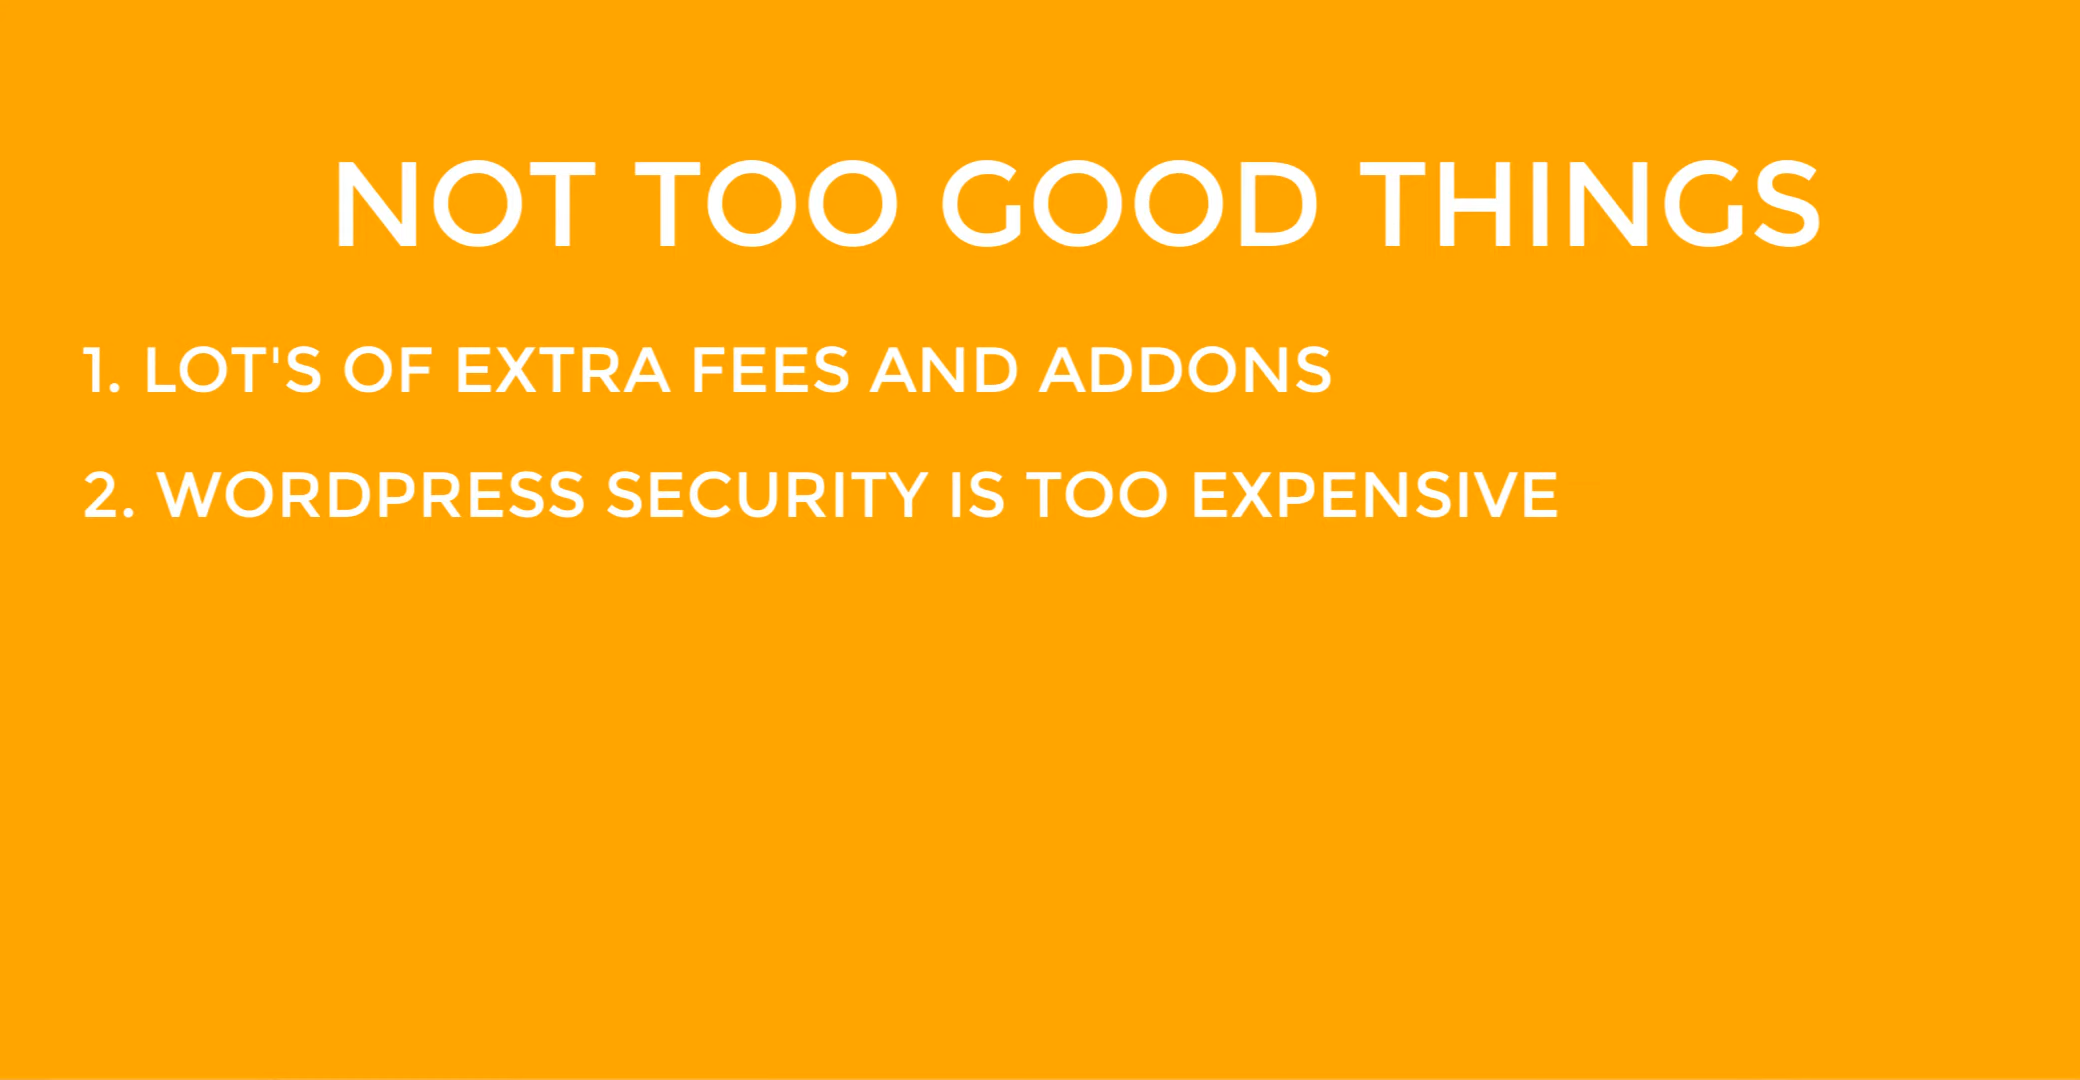 NOT TOO GOOD THINGS
1. LOT'S OF EXTRA FEES AND ADDONS
2. WORDPRESS SECURITY IS TOO EXPENSIVE